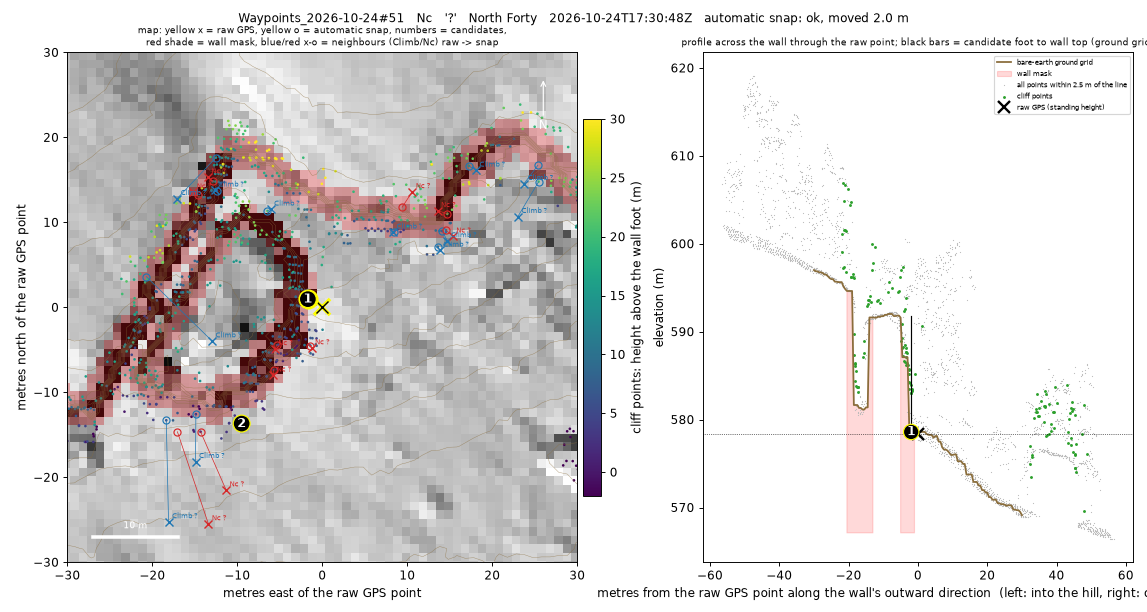 Waypoints_2026-10-24#51 Nc '?' North Forty 2026-10-24T17:30:48Z automatic snap: ok, moved 2.0 m
map: yellow x = raw GPS, yellow o = automatic snap, numbers = candidates,
red shade = wall mask, blue/red x-o = neighbours (Climb/Nc) raw -> snap
profile across the wall through the raw point; black bars = candidate foot to wall top (ground gric
bare-earth ground grid
wall mask
all points within 2.5 m of the line
cliff points
raw GPS (standing height)
metres north of the raw GPS point
30
20
10
0
−10
−20
−30
−30
−20
−10
0
10
20
30
metres east of the raw GPS point
10 m
1
2
Climb ?
Nc ?
Climb ?
Climb
Nc ?
Climb ?
Nc ?
Climb ?
Nc ?
30
25
20
15
10
5
0
cliff points: height above the wall foot (m)
elevation (m)
620
610
600
590
580
570
1
−60
−40
−20
0
20
40
60
metres from the raw GPS point along the wall's outward direction (left: into the hill, right: